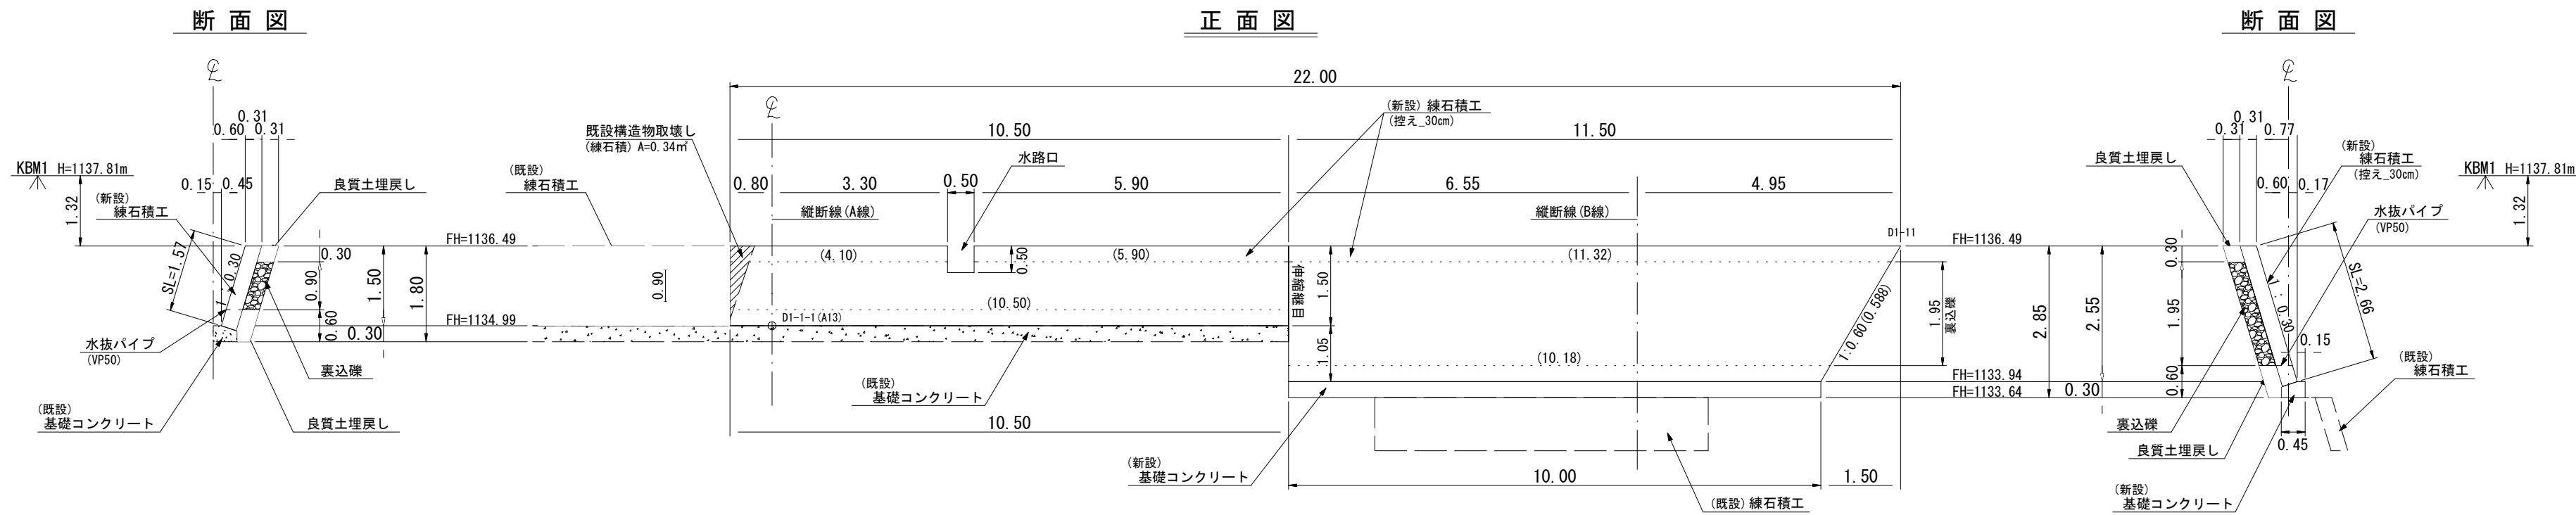 断 面 図
正 面 図
断 面 図
22.00
10.50
11.50
0.80
3.30
0.50
5.90
6.55
4.95
既設構造物取壊し
(練石積) A=0.34㎡
(既設)
練石積工
水路口
(新設) 練石積工
(控え_30cm)
縦断線(A線)
縦断線(B線)
KBM1 H=1137.81m
1.32
0.31
0.60
0.31
0.15
0.45
(新設)
練石積工
良質土埋戻し
SL=1.57
0.30
1
0.30
0.90
0.60
1.50
0.30
1.80
水抜パイプ
(VP50)
裏込礫
(既設)
基礎コンクリート
良質土埋戻し
FH=1136.49
FH=1134.99
0.90
(4.10)
0.50
(5.90)
(10.50)
D1-1-1(A13)
伸縮継目
1.50
1.05
(11.32)
(10.18)
D1-11
1:0.60(0.588)
1.95
裏込礫
(既設)
基礎コンクリート
10.50
(新設)
基礎コンクリート
10.00
1.50
(既設) 練石積工
FH=1136.49
FH=1133.94
FH=1133.64
2.85
0.30
2.55
0.31
0.31
0.77
良質土埋戻し
(新設)
練石積工
(控え_30cm)
KBM1 H=1137.81m
1.32
0.60
0.17
水抜パイプ
(VP50)
0.30
1.95
0.60
1:0.30
SL=2.66
0.15
(既設)
練石積工
裏込礫
良質土埋戻し
0.45
(新設)
基礎コンクリート